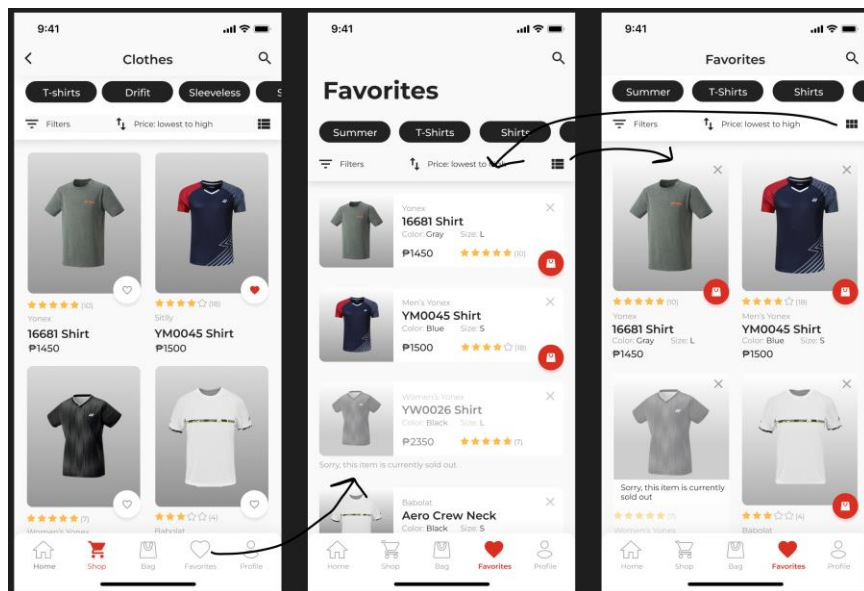 9:41
Clothes
T-shirts Drifit Sleeveless S
Filters Price: lowest to high
(10) (18)
Yonex Sitlly
16681 Shirt YM0045 Shirt
₱1450 ₱1500
(7) (4)
Women's Yonex Babolat
Home Shop Bag Favorites Profile
9:41
Favorites
Summer T-Shirts Shirts
Filters Price: lowest to high
Yonex
16681 Shirt
Color: Gray Size: L
₱1450 (10)
Men's Yonex
YM0045 Shirt
Color: Blue Size: S
₱1500 (18)
Women's Yonex
YW0026 Shirt
Color: Black Size: L
₱2350 (7)
Sorry, this item is currently sold out
Babolat
Aero Crew Neck
Color: Black Size: S
Home Shop Bag Favorites Profile
9:41
Favorites
Summer T-Shirts Shirts
Filters Price: lowest to high
(10) (18)
Yonex Men's Yonex
16681 Shirt YM0045 Shirt
Color: Gray Size: L Color: Blue Size: S
₱1450 ₱1500
Sorry, this item is currently
sold out
(7) (4)
Women's Yonex Babolat
Home Shop Bag Favorites Profile